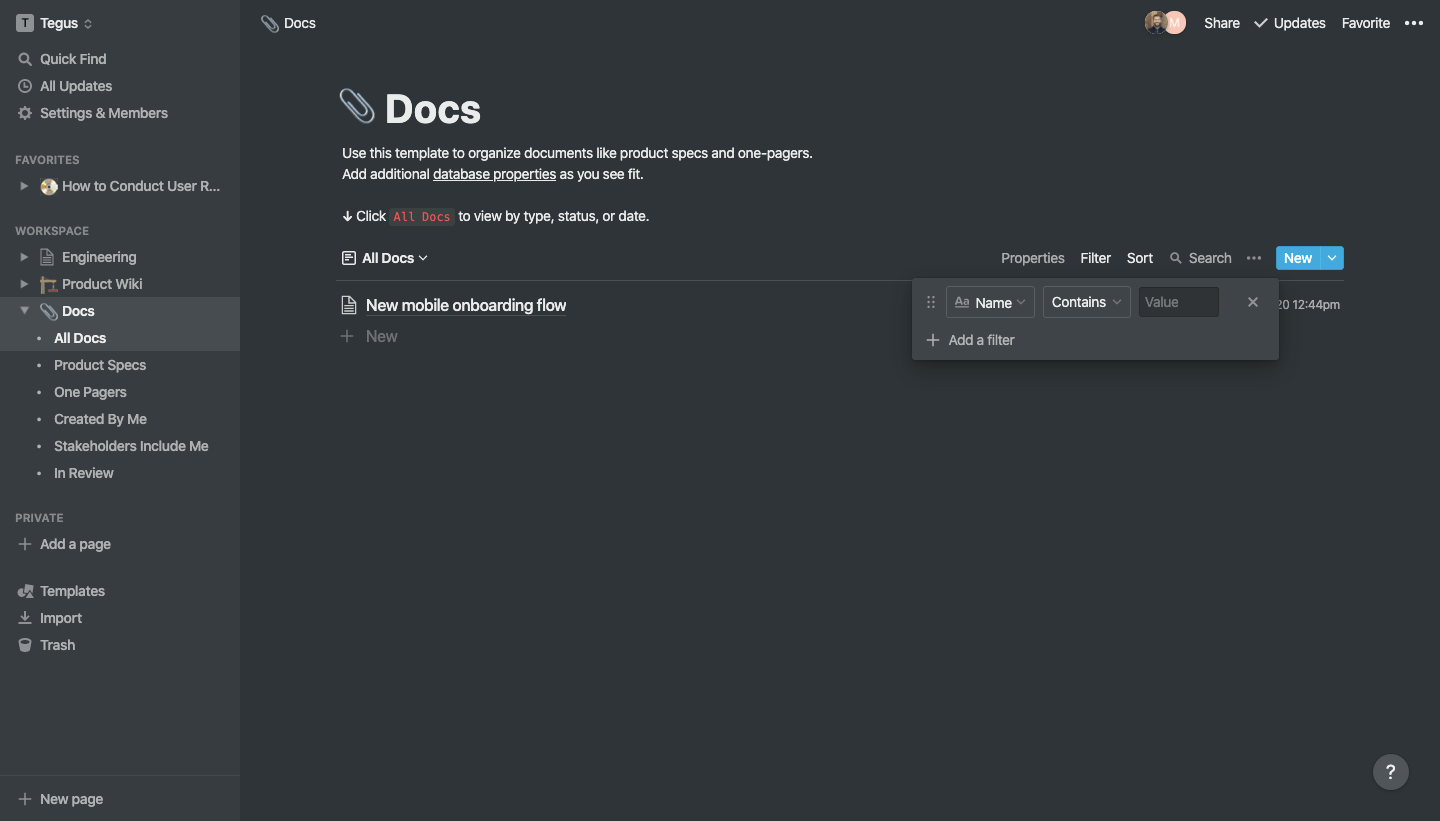 T Tegus
Quick Find
All Updates
Settings & Members
FAVORITES
How to Conduct User R...
WORKSPACE
Engineering
Product Wiki
Docs
All Docs
Product Specs
One Pagers
Created By Me
Stakeholders Include Me
In Review
PRIVATE
+ Add a page
Templates
Import
Trash
+ New page
Docs
M Share Updates Favorite •••
Docs
Use this template to organize documents like product specs and one-pagers.
Add additional database properties as you see fit.
↓ Click All Docs to view by type, status, or date.
All Docs Properties Filter Sort Search ••• New
New mobile onboarding flow 20 12:44pm
+ New
Aa Name Contains Value ×
+ Add a filter
?